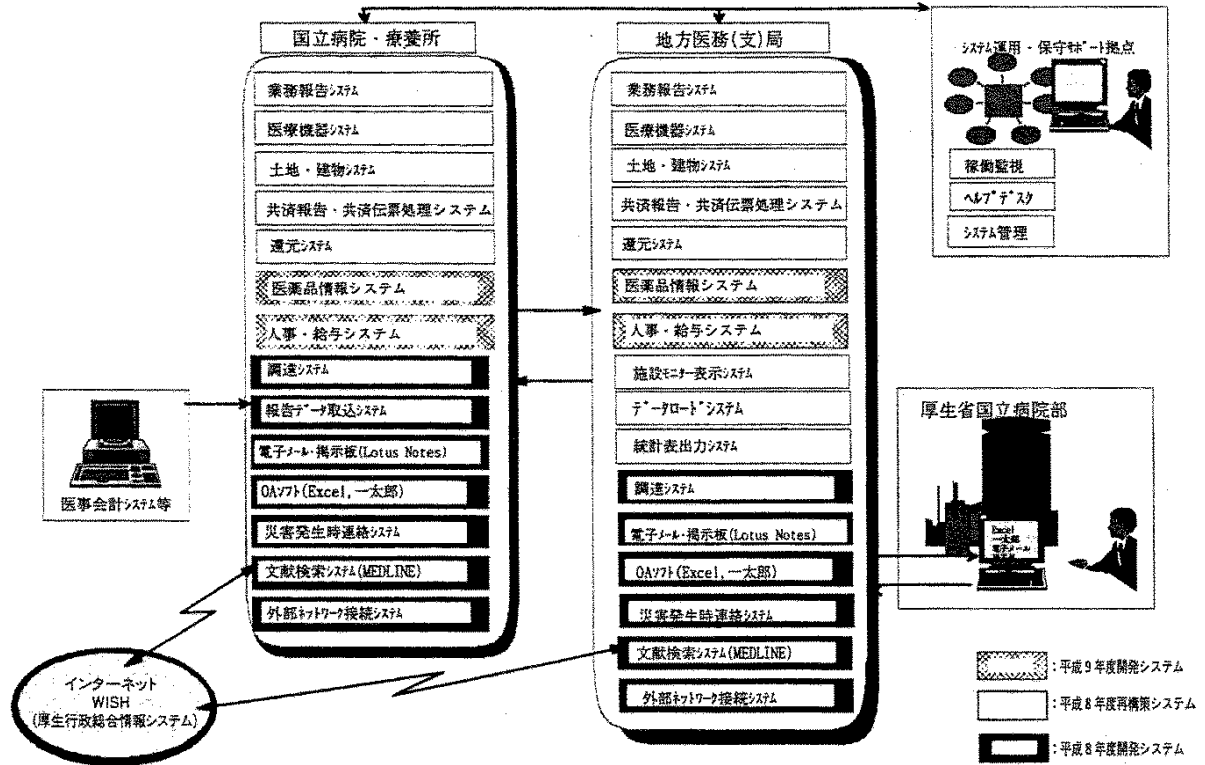 国立病院・療養所
業務報告システム
医療機器システム
土地・建物システム
共済報告・共済伝票処理システム
還元システム
医薬品情報システム
人事・給与システム
調達システム
報告データ取込システム
電子メール・掲示板(Lotus Notes)
OAソフト(Excel,一太郎)
災害発生時連絡システム
文献検索システム(MEDLINE)
外部ネットワーク接続システム
地方医務(支)局
業務報告システム
医療機器システム
土地・建物システム
共済報告・共済伝票処理システム
還元システム
医薬品情報システム
人事・給与システム
施設モニター表示システム
データロードシステム
統計表出力システム
調達システム
電子メール・掲示板(Lotus Notes)
OAソフト(Excel,一太郎)
災害発生時連絡システム
文献検索システム(MEDLINE)
外部ネットワーク接続システム
システム運用・保守サポート拠点
稼働監視
ヘルプデスク
システム管理
医事会計システム等
厚生省国立病院部
Excel
一太郎
電子メール
インターネット
WISH
(厚生行政総合情報システム)
:平成9年度開発システム
:平成8年度再構築システム
:平成8年度開発システム